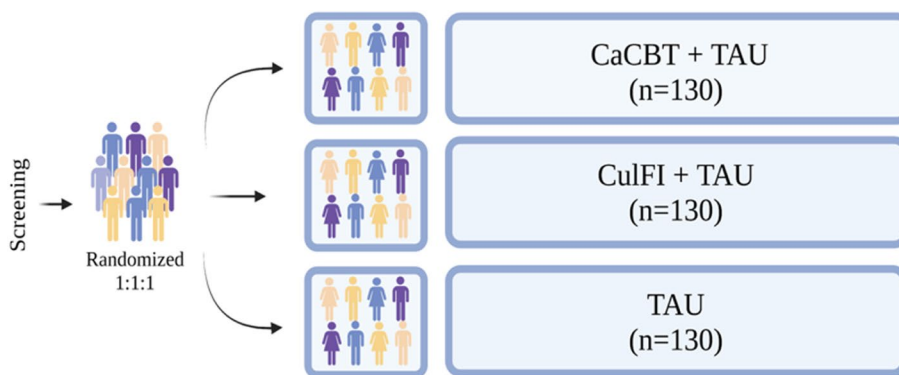 Screening
Randomized
1:1:1
CaCBT + TAU
(n=130)
CulFI + TAU
(n=130)
TAU
(n=130)